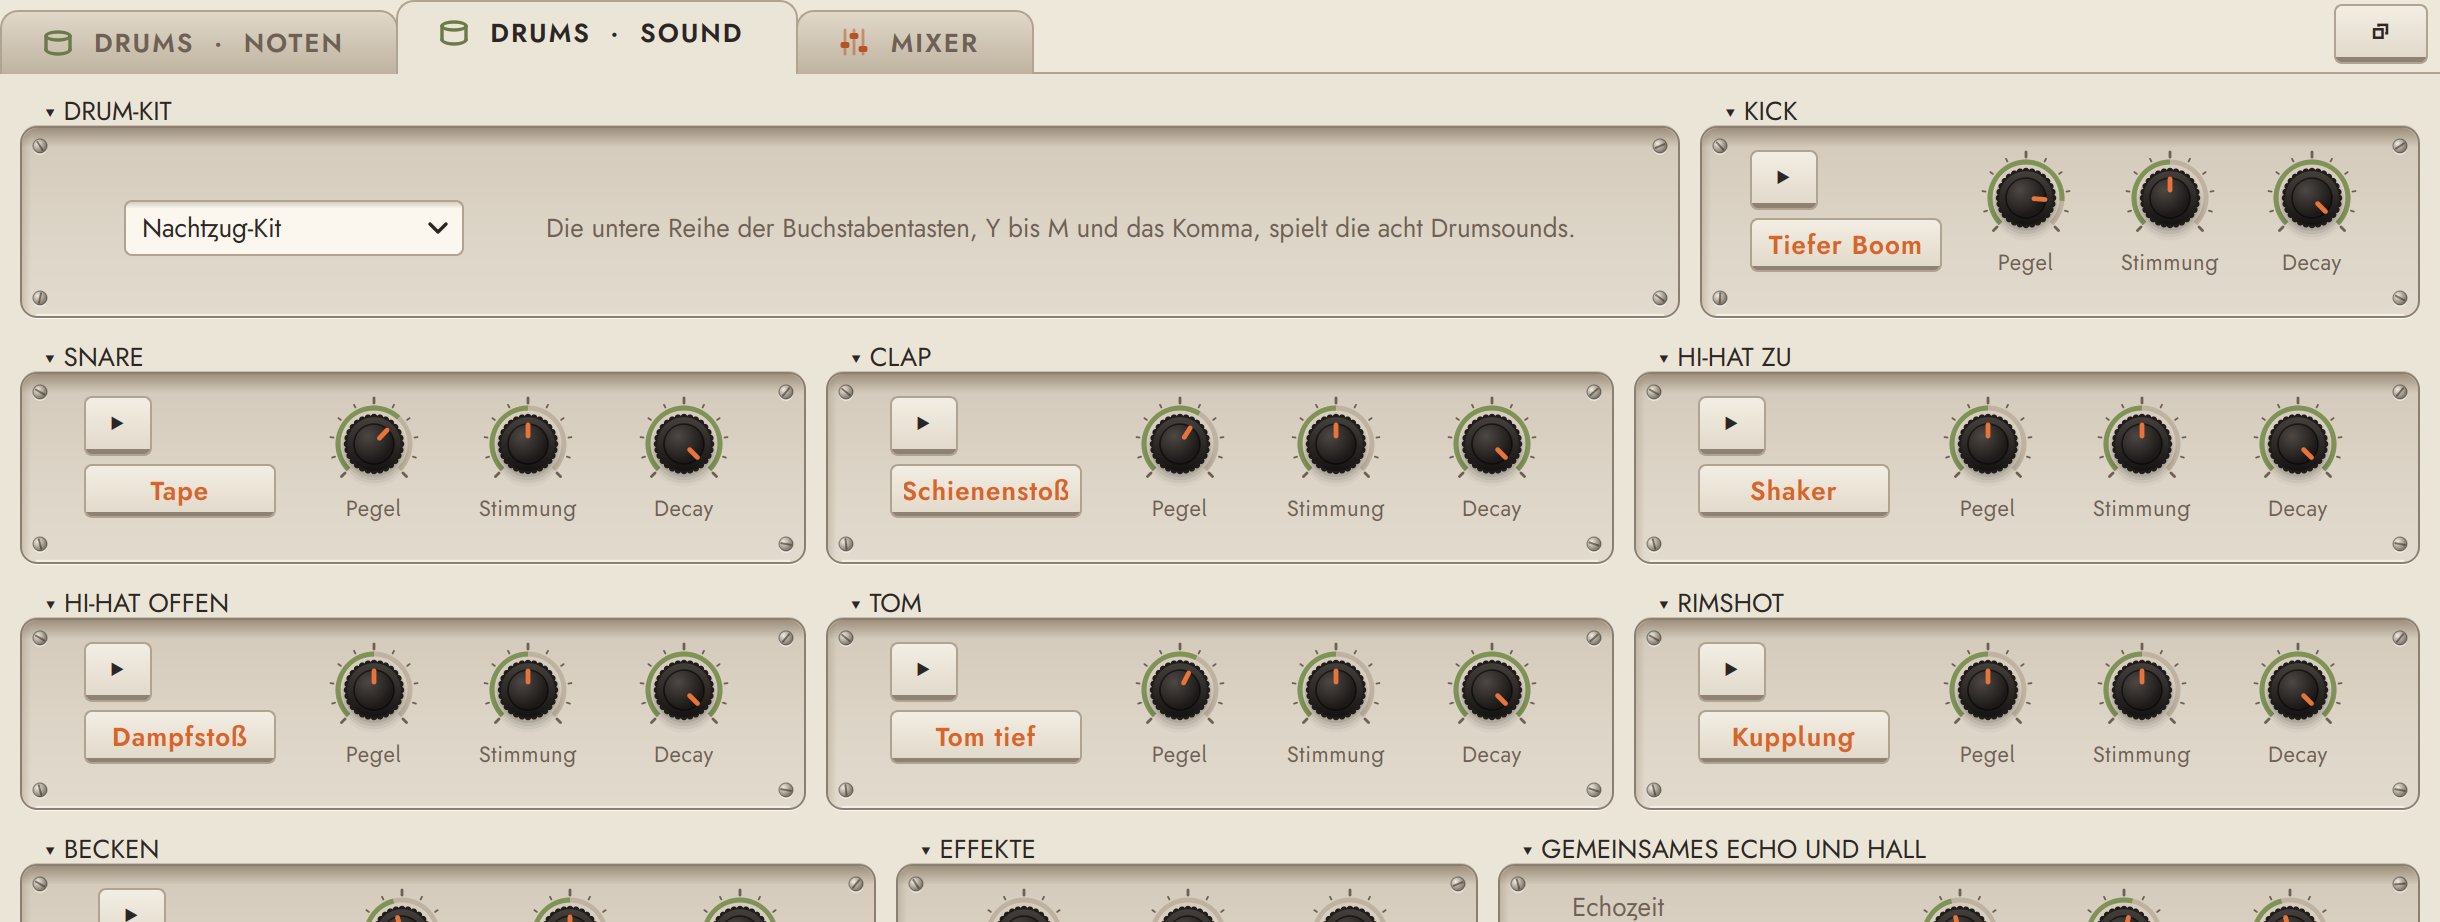 DRUMS · NOTEN
DRUMS · SOUND
MIXER
DRUM-KIT
KICK
Nachtzug-Kit
Die untere Reihe der Buchstabentasten, Y bis M und das Komma, spielt die acht Drumsounds.
Tiefer Boom
Pegel
Stimmung
Decay
SNARE
CLAP
HI-HAT ZU
Tape
Pegel
Stimmung
Decay
Schienenstoß
Pegel
Stimmung
Decay
Shaker
Pegel
Stimmung
Decay
HI-HAT OFFEN
TOM
RIMSHOT
Dampfstoß
Pegel
Stimmung
Decay
Tom tief
Pegel
Stimmung
Decay
Kupplung
Pegel
Stimmung
Decay
BECKEN
EFFEKTE
GEMEINSAMES ECHO UND HALL
Echozeit